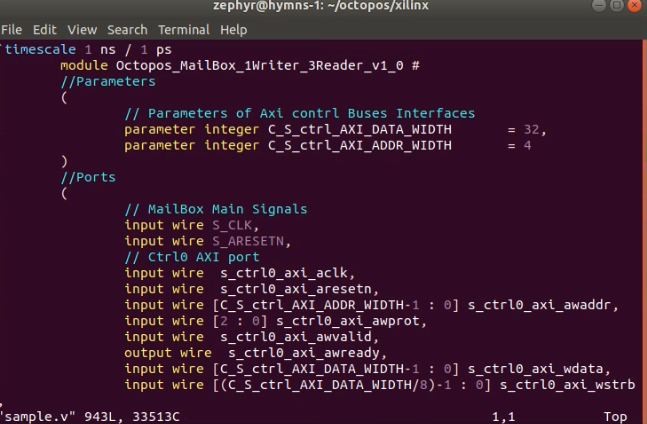 zephyr@hymns-1: ~/octopos/xilinx
File Edit View Search Terminal Help
`timescale 1 ns / 1 ps
module Octopos_MailBox_1Writer_3Reader_v1_0 #
//Parameters
(
// Parameters of Axi contrl Buses Interfaces
parameter integer C_S_ctrl_AXI_DATA_WIDTH = 32,
parameter integer C_S_ctrl_AXI_ADDR_WIDTH = 4
)
//Ports
(
// MailBox Main Signals
input wire S_CLK,
input wire S_ARESETN,
// Ctrl0 AXI port
input wire s_ctrl0_axi_aclk,
input wire s_ctrl0_axi_aresetn,
input wire [C_S_ctrl_AXI_ADDR_WIDTH-1 : 0] s_ctrl0_axi_awaddr,
input wire [2 : 0] s_ctrl0_axi_awprot,
input wire s_ctrl0_axi_awvalid,
output wire s_ctrl0_axi_awready,
input wire [C_S_ctrl_AXI_DATA_WIDTH-1 : 0] s_ctrl0_axi_wdata,
input wire [(C_S_ctrl_AXI_DATA_WIDTH/8)-1 : 0] s_ctrl0_axi_wstrb
,
"sample.v" 943L, 33513C 1,1 Top